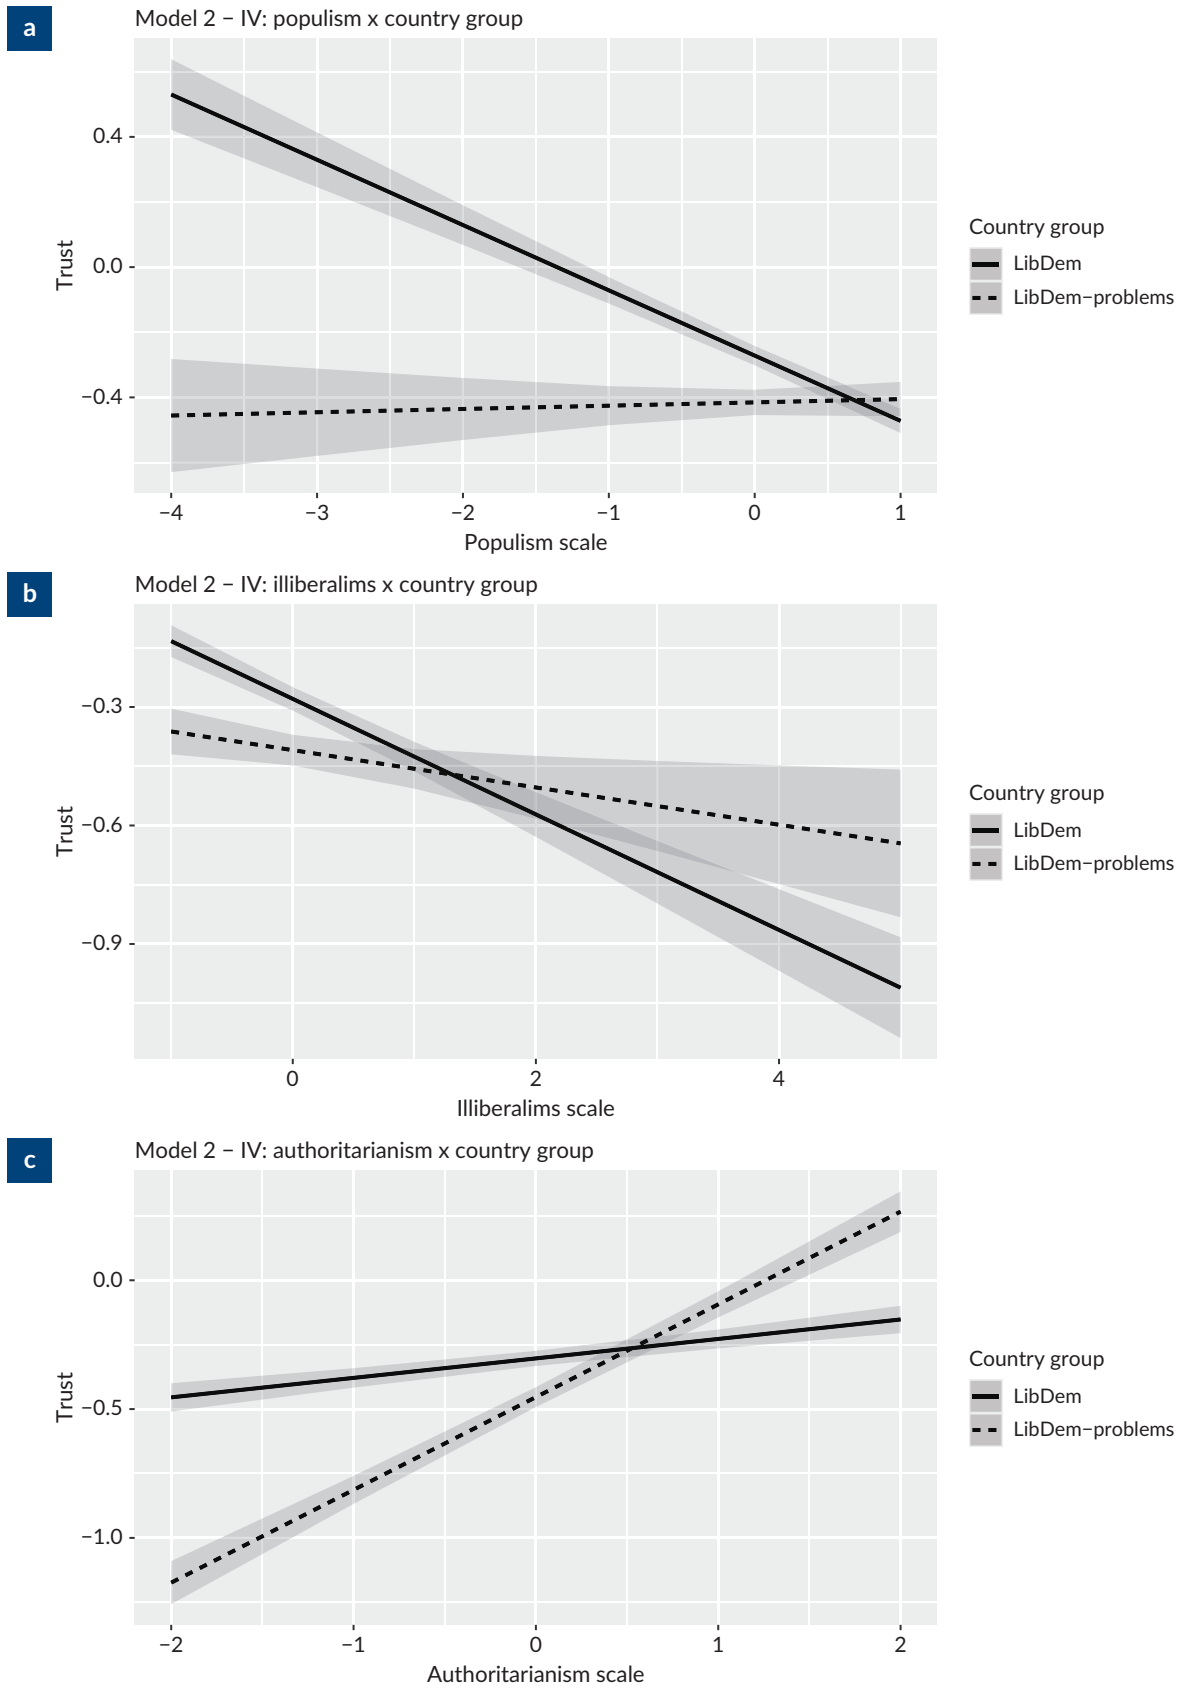 a
Model 2 − IV: populism x country group
0.4
0.0
−0.4
Trust
−4 −3 −2 −1 0 1
Populism scale
Country group
LibDem
LibDem−problems
b
Model 2 − IV: illiberalims x country group
−0.3
−0.6
−0.9
Trust
0 2 4
Illiberalims scale
Country group
LibDem
LibDem−problems
c
Model 2 − IV: authoritarianism x country group
0.0
−0.5
−1.0
Trust
−2 −1 0 1 2
Authoritarianism scale
Country group
LibDem
LibDem−problems